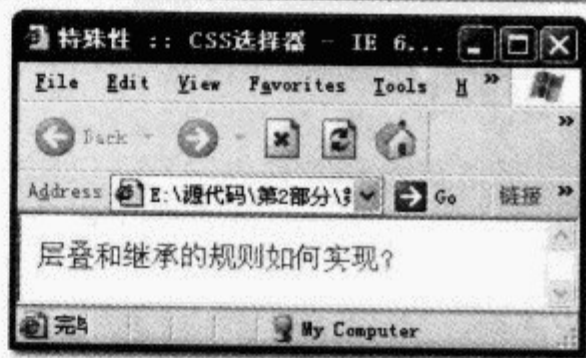 特殊性 :: CSS选择器 - IE 6...
File Edit View Favorites Tools H »
Back »
Address E:\源代码\第2部分\ Go 链接 »
层叠和继承的规则如何实现?
My Computer